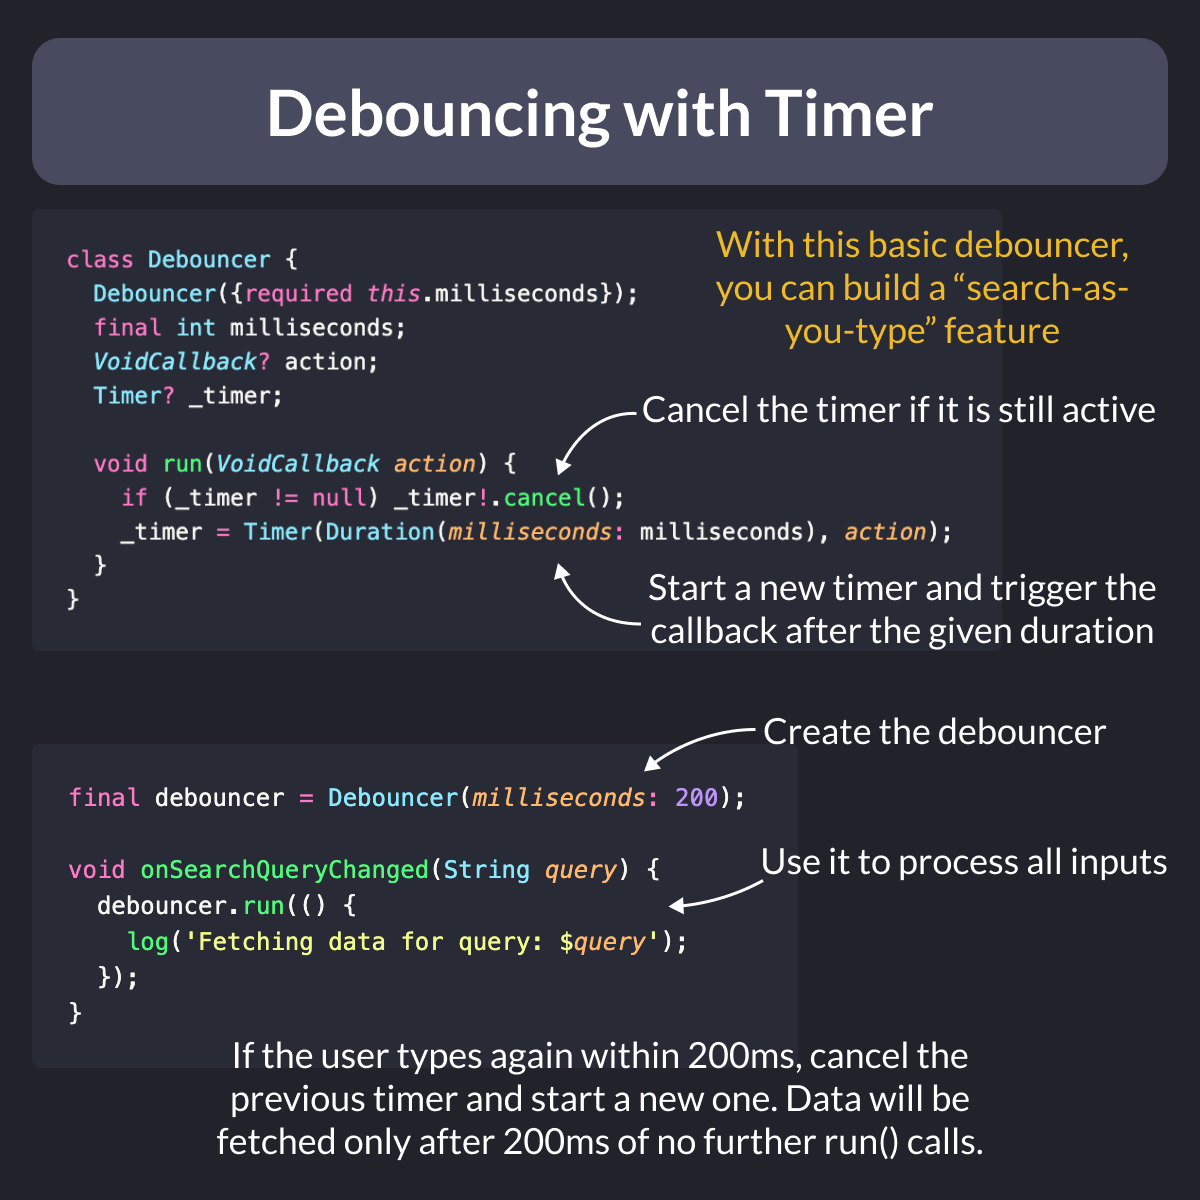 Debouncing with Timer
With this basic debouncer,
you can build a “search-as-
you-type” feature
class Debouncer {
  Debouncer({required this.milliseconds});
  final int milliseconds;
  VoidCallback? action;
  Timer? _timer;
Cancel the timer if it is still active
  void run(VoidCallback action) {
    if (_timer != null) _timer!.cancel();
    _timer = Timer(Duration(milliseconds: milliseconds), action);
  }
}
Start a new timer and trigger the
callback after the given duration
Create the debouncer
final debouncer = Debouncer(milliseconds: 200);
Use it to process all inputs
void onSearchQueryChanged(String query) {
  debouncer.run(() {
    log('Fetching data for query: $query');
  });
}
If the user types again within 200ms, cancel the
previous timer and start a new one. Data will be
fetched only after 200ms of no further run() calls.